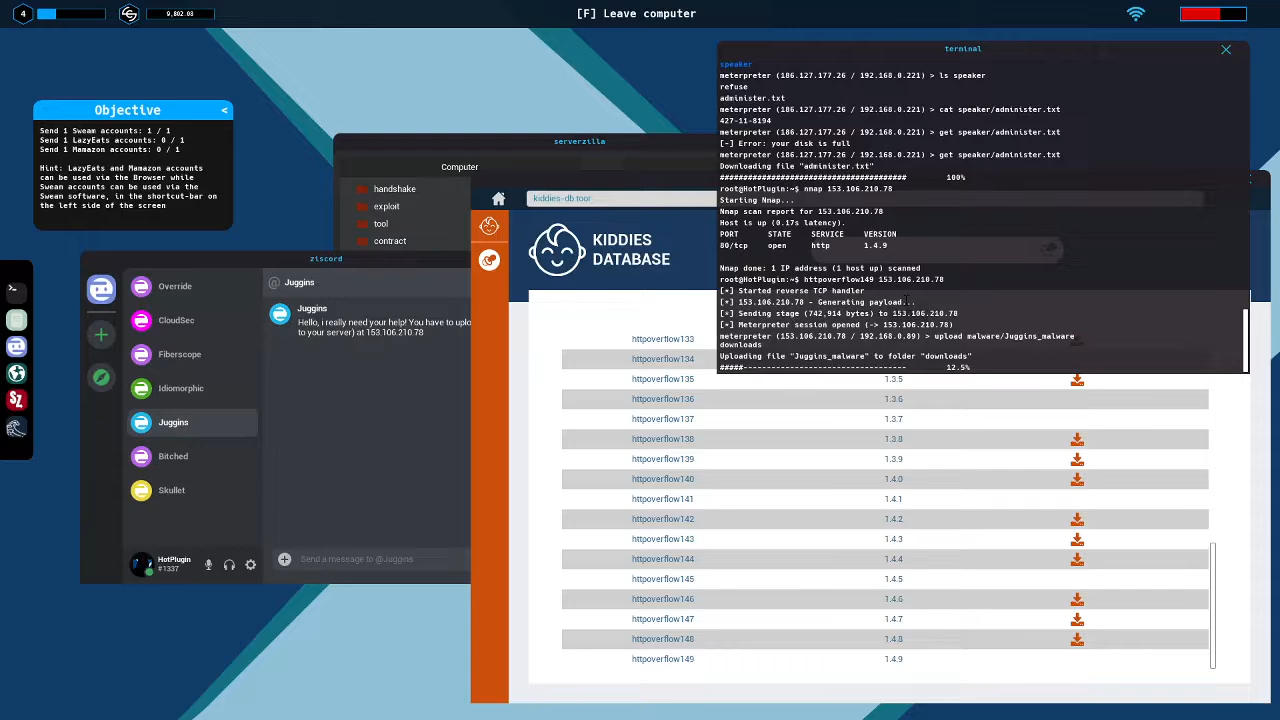 4
9,802.03
[F] Leave computer
Objective
<
Send 1 Sweam accounts: 1 / 1
Send 1 LazyEats accounts: 0 / 1
Send 1 Mamazon accounts: 0 / 1
Hint: LazyEats and Mamazon accounts
can be used via the Browser while
Sweam accounts can be used via the
Sweam software, in the shortcut-bar
on the left side of the screen
terminal
speaker
meterpreter (186.127.177.26 / 192.168.0.221) > ls speaker
refuse
administer.txt
meterpreter (186.127.177.26 / 192.168.0.221) > cat speaker/administer.txt
427-11-8194
meterpreter (186.127.177.26 / 192.168.0.221) > get speaker/administer.txt
[-] Error: your disk is full
meterpreter (186.127.177.26 / 192.168.0.221) > get speaker/administer.txt
Downloading file "administer.txt"
####################################### 100%
root@HotPlugin:~$ nmap 153.106.210.78
Starting Nmap...
Nmap scan report for 153.106.210.78
Host is up (0.17s latency).
PORT STATE SERVICE VERSION
80/tcp open http 1.4.9
Nmap done: 1 IP address (1 host up) scanned
root@HotPlugin:~$ httpoverflow149 153.106.210.78
[*] Started reverse TCP handler
[*] 153.106.210.78 - Generating payload...
[*] Sending stage (742,914 bytes) to 153.106.210.78
[*] Meterpreter session opened (-> 153.106.210.78)
meterpreter (153.106.210.78 / 192.168.0.89) > upload malware/Juggins_malware
downloads
Uploading file "Juggins_malware" to folder "downloads"
#####---------------------------------- 12.5%
serverzilla
Computer
handshake
exploit
tool
contract
ziscord
Override
CloudSec
Fiberscope
Idiomorphic
Juggins
Bitched
Skullet
HotPlugin
#1337
@ Juggins
Juggins
Hello, i really need your help! You have to uplo
to your server) at 153.106.210.78
Send a message to @Juggins
kiddies-db.toor
KIDDIES
DATABASE
httpoverflow133
httpoverflow134
httpoverflow135 1.3.5
httpoverflow136 1.3.6
httpoverflow137 1.3.7
httpoverflow138 1.3.8
httpoverflow139 1.3.9
httpoverflow140 1.4.0
httpoverflow141 1.4.1
httpoverflow142 1.4.2
httpoverflow143 1.4.3
httpoverflow144 1.4.4
httpoverflow145 1.4.5
httpoverflow146 1.4.6
httpoverflow147 1.4.7
httpoverflow148 1.4.8
httpoverflow149 1.4.9
SZ